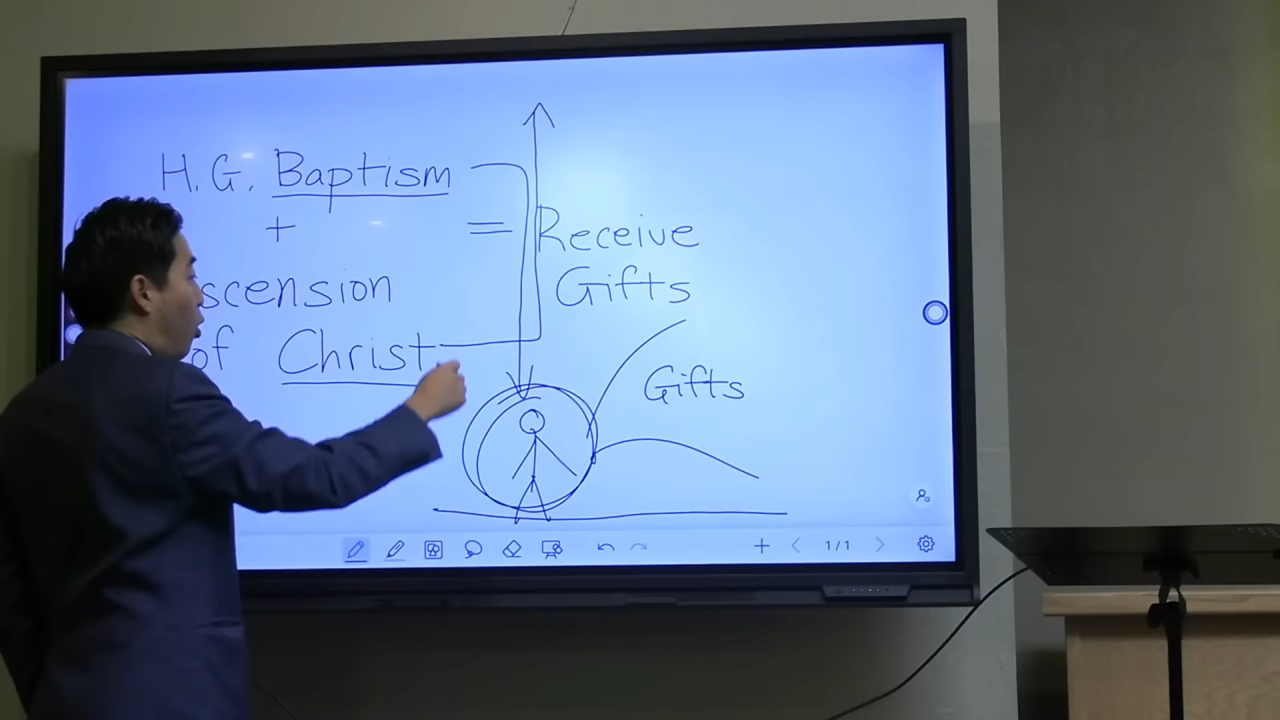 H.G. Baptism
+ = Receive
scension Gifts
of Christ
Gifts
1/1